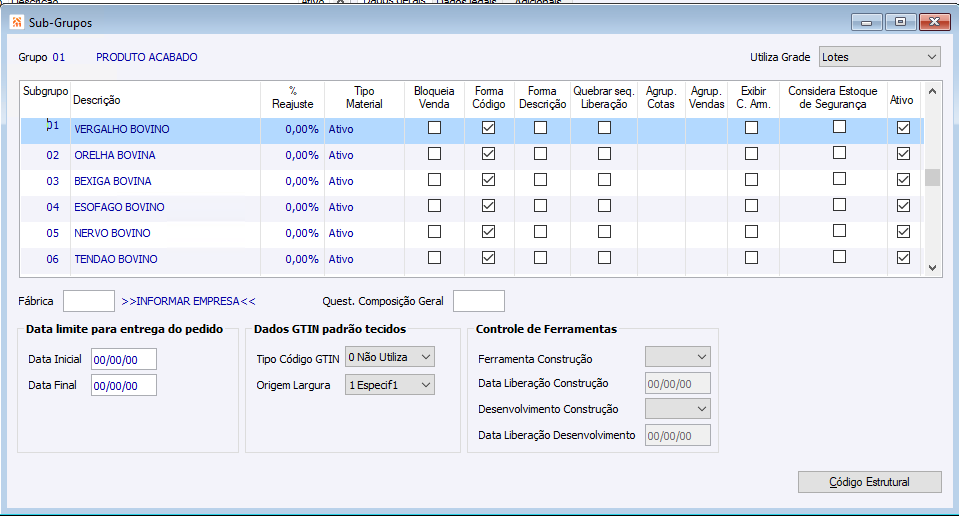 Sub-Grupos
Grupo 01 PRODUTO ACABADO Utiliza Grade Lotes
Subgrupo Descrição % Reajuste Tipo Material Bloqueia Venda Forma Código Forma Descrição Quebrar seq. Liberação Agrup. Cotas Agrup. Vendas Exibir C. Am. Considera Estoque de Segurança Ativo
01 VERGALHO BOVINO 0,00% Ativo
02 ORELHA BOVINA 0,00% Ativo
03 BEXIGA BOVINA 0,00% Ativo
04 ESOFAGO BOVINO 0,00% Ativo
05 NERVO BOVINO 0,00% Ativo
06 TENDAO BOVINO 0,00% Ativo
Fábrica >>INFORMAR EMPRESA<< Quest. Composição Geral
Data limite para entrega do pedido
Data Inicial 00/00/00
Data Final 00/00/00
Dados GTIN padrão tecidos
Tipo Código GTIN 0 Não Utiliza
Origem Largura 1 Especif1
Controle de Ferramentas
Ferramenta Construção
Data Liberação Construção 00/00/00
Desenvolvimento Construção
Data Liberação Desenvolvimento 00/00/00
Código Estrutural